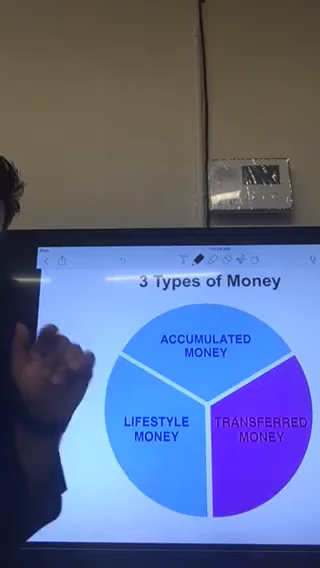 3 Types of Money
ACCUMULATED
MONEY
LIFESTYLE
MONEY
TRANSFERRED
MONEY